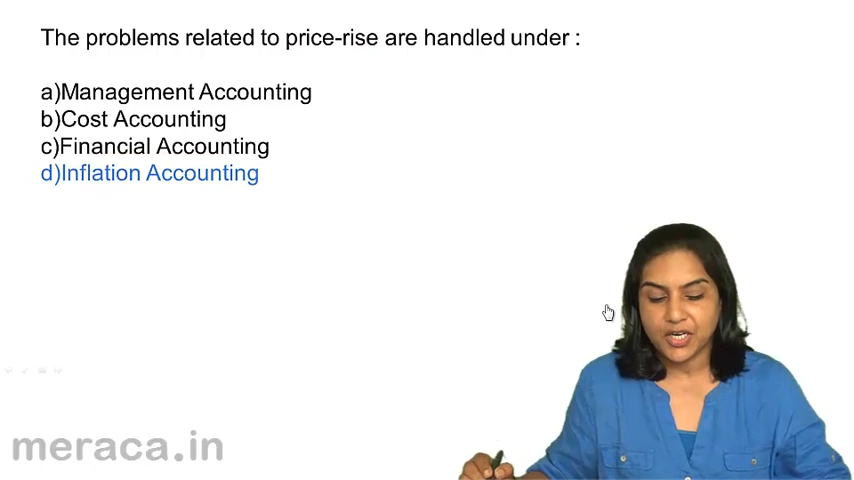 The problems related to price-rise are handled under :
a)Management Accounting
b)Cost Accounting
c)Financial Accounting
d)Inflation Accounting
meraca.in